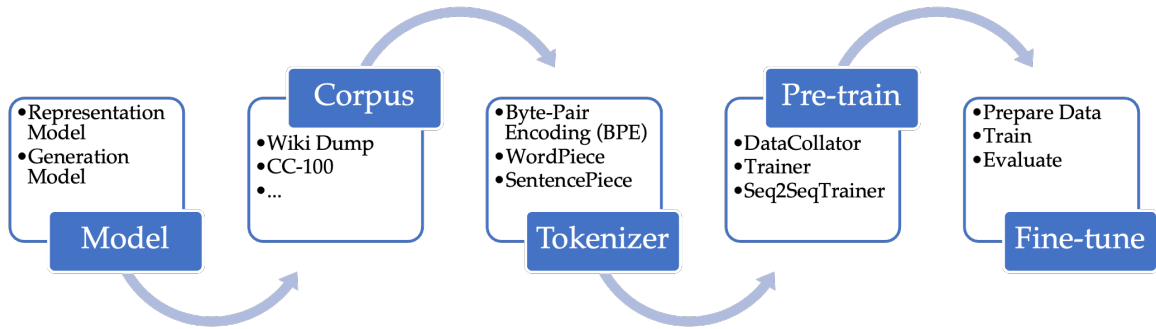 •Representation
Model
•Generation
Model
Model
Corpus
•Wiki Dump
•CC-100
•...
•Byte-Pair
Encoding (BPE)
•WordPiece
•SentencePiece
Tokenizer
Pre-train
•DataCollator
•Trainer
•Seq2SeqTrainer
•Prepare Data
•Train
•Evaluate
Fine-tune